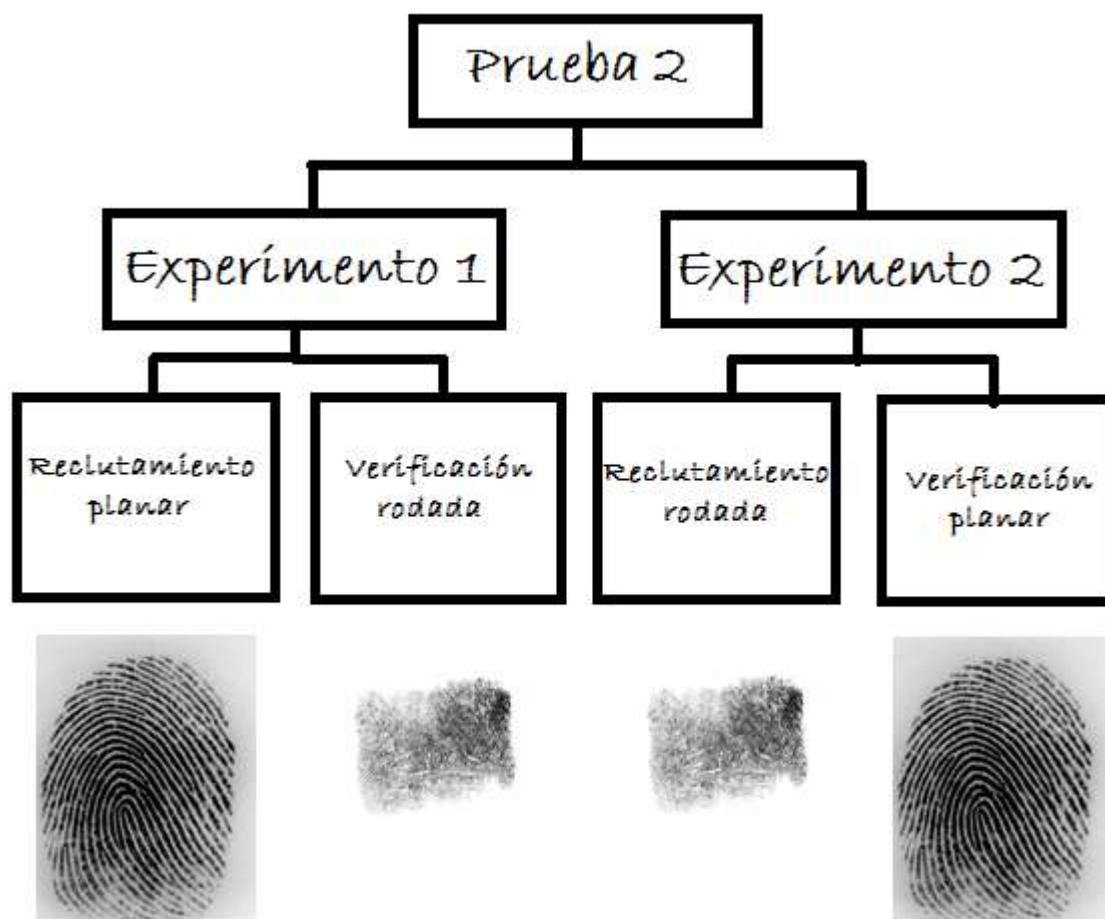 Prueba 2
Experimento 1
Experimento 2
Reclutamiento
planar
Verificación
rodada
Reclutamiento
rodada
Verificación
planar